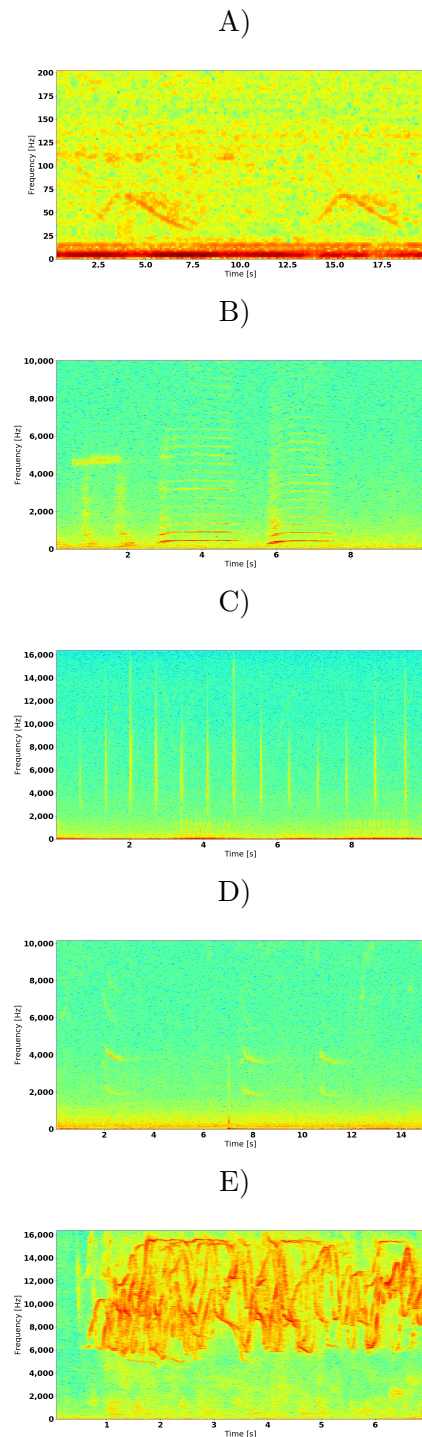 A)
200
175
150
125
100
75
50
25
0
Frequency [Hz]
2.5 5.0 7.5 10.0 12.5 15.0 17.5
Time [s]
B)
10,000
8,000
6,000
4,000
2,000
0
Frequency [Hz]
2 4 6 8
Time [s]
C)
16,000
14,000
12,000
10,000
8,000
6,000
4,000
2,000
0
Frequency [Hz]
2 4 6 8
Time [s]
D)
10,000
8,000
6,000
4,000
2,000
0
Frequency [Hz]
2 4 6 8 10 12 14
Time [s]
E)
16,000
14,000
12,000
10,000
8,000
6,000
4,000
2,000
0
Frequency [Hz]
1 2 3 4 5 6
Time [s]